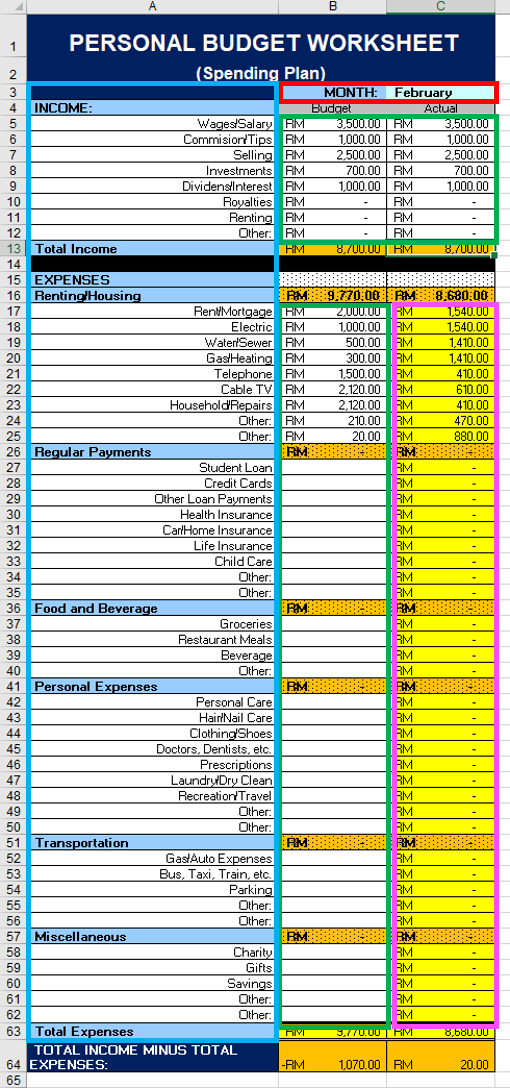 A B C
1 PERSONAL BUDGET WORKSHEET
2 (Spending Plan)
3 MONTH: February
4 INCOME: Budget Actual
5 Wages/Salary RM 3,500.00 RM 3,500.00
6 Commision/Tips RM 1,000.00 RM 1,000.00
7 Selling RM 2,500.00 RM 2,500.00
8 Investments RM 700.00 RM 700.00
9 Dividens/Interest RM 1,000.00 RM 1,000.00
10 Royalties RM - RM -
11 Renting RM - RM -
12 Other: RM - RM -
13 Total Income RM 8,700.00 RM 8,700.00
14
15 EXPENSES
16 Renting/Housing RM 9,770.00 RM 8,680.00
17 Rent/Mortgage RM 2,000.00 RM 1,540.00
18 Electric RM 1,000.00 RM 1,540.00
19 Water/Sewer RM 500.00 RM 1,410.00
20 Gas/Heating RM 300.00 RM 1,410.00
21 Telephone RM 1,500.00 RM 410.00
22 Cable TV RM 2,120.00 RM 610.00
23 Household/Repairs RM 2,120.00 RM 410.00
24 Other: RM 210.00 RM 470.00
25 Other: RM 20.00 RM 880.00
26 Regular Payments RM - RM -
27 Student Loan RM -
28 Credit Cards RM -
29 Other Loan Payments RM -
30 Health Insurance RM -
31 Car/Home Insurance RM -
32 Life Insurance RM -
33 Child Care RM -
34 Other: RM -
35 Other: RM -
36 Food and Beverage RM - RM -
37 Groceries RM -
38 Restaurant Meals RM -
39 Beverage RM -
40 Other: RM -
41 Personal Expenses RM - RM -
42 Personal Care RM -
43 Hair/Nail Care RM -
44 Clothing/Shoes RM -
45 Doctors, Dentists, etc. RM -
46 Prescriptions RM -
47 Laundry/Dry Clean RM -
48 Recreation/Travel RM -
49 Other: RM -
50 Other: RM -
51 Transportation RM - RM -
52 Gas/Auto Expenses RM -
53 Bus, Taxi, Train, etc. RM -
54 Parking RM -
55 Other: RM -
56 Other: RM -
57 Miscellaneous RM - RM -
58 Charity RM -
59 Gifts RM -
60 Savings RM -
61 Other: RM -
62 Other: RM -
63 Total Expenses RM 9,770.00 RM 8,680.00
TOTAL INCOME MINUS TOTAL
64 EXPENSES: -RM 1,070.00 RM 20.00
65